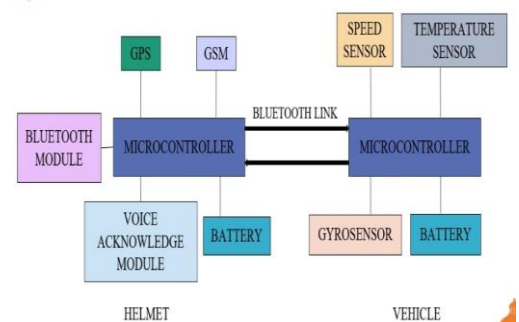 SPEED
SENSOR
TEMPERATURE
SENSOR
GPS
GSM
BLUETOOTH LINK
BLUETOOTH
MODULE
MICROCONTROLLER
MICROCONTROLLER
VOICE
ACKNOWLEDGE
MODULE
BATTERY
GYROSENSOR
BATTERY
HELMET
VEHICLE